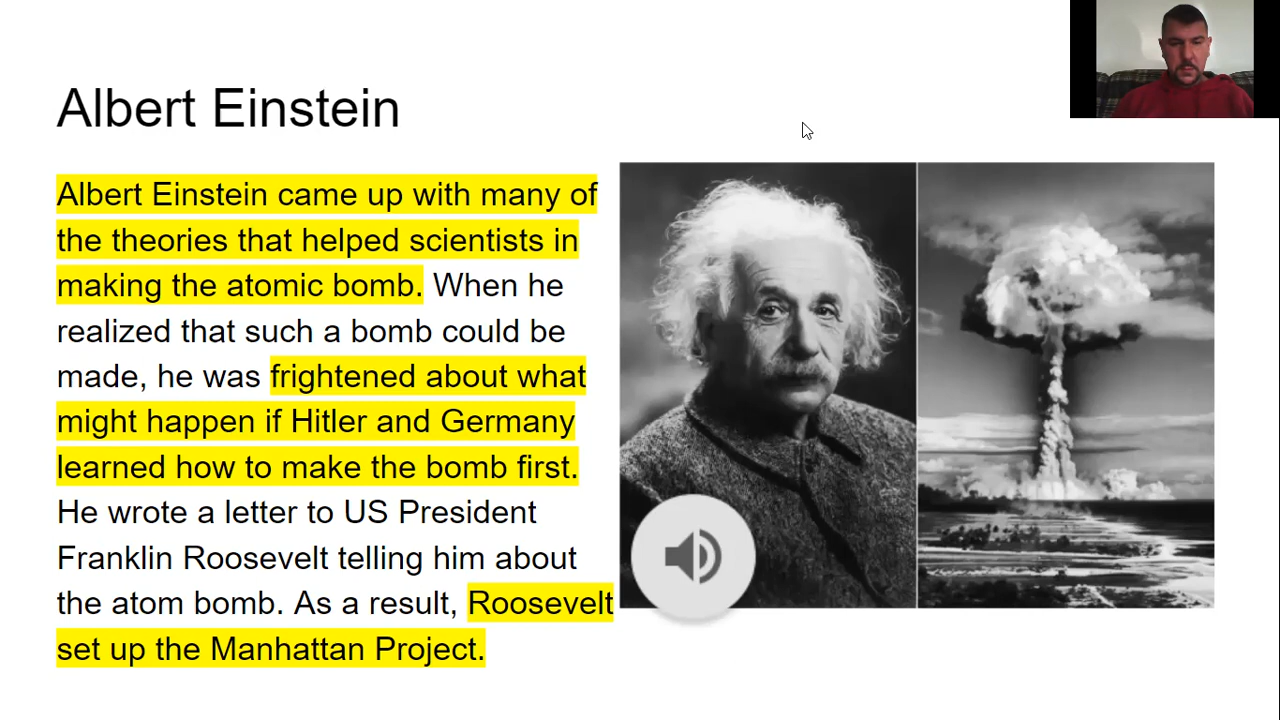 Albert Einstein
Albert Einstein came up with many of
the theories that helped scientists in
making the atomic bomb. When he
realized that such a bomb could be
made, he was frightened about what
might happen if Hitler and Germany
learned how to make the bomb first.
He wrote a letter to US President
Franklin Roosevelt telling him about
the atom bomb. As a result, Roosevelt
set up the Manhattan Project.